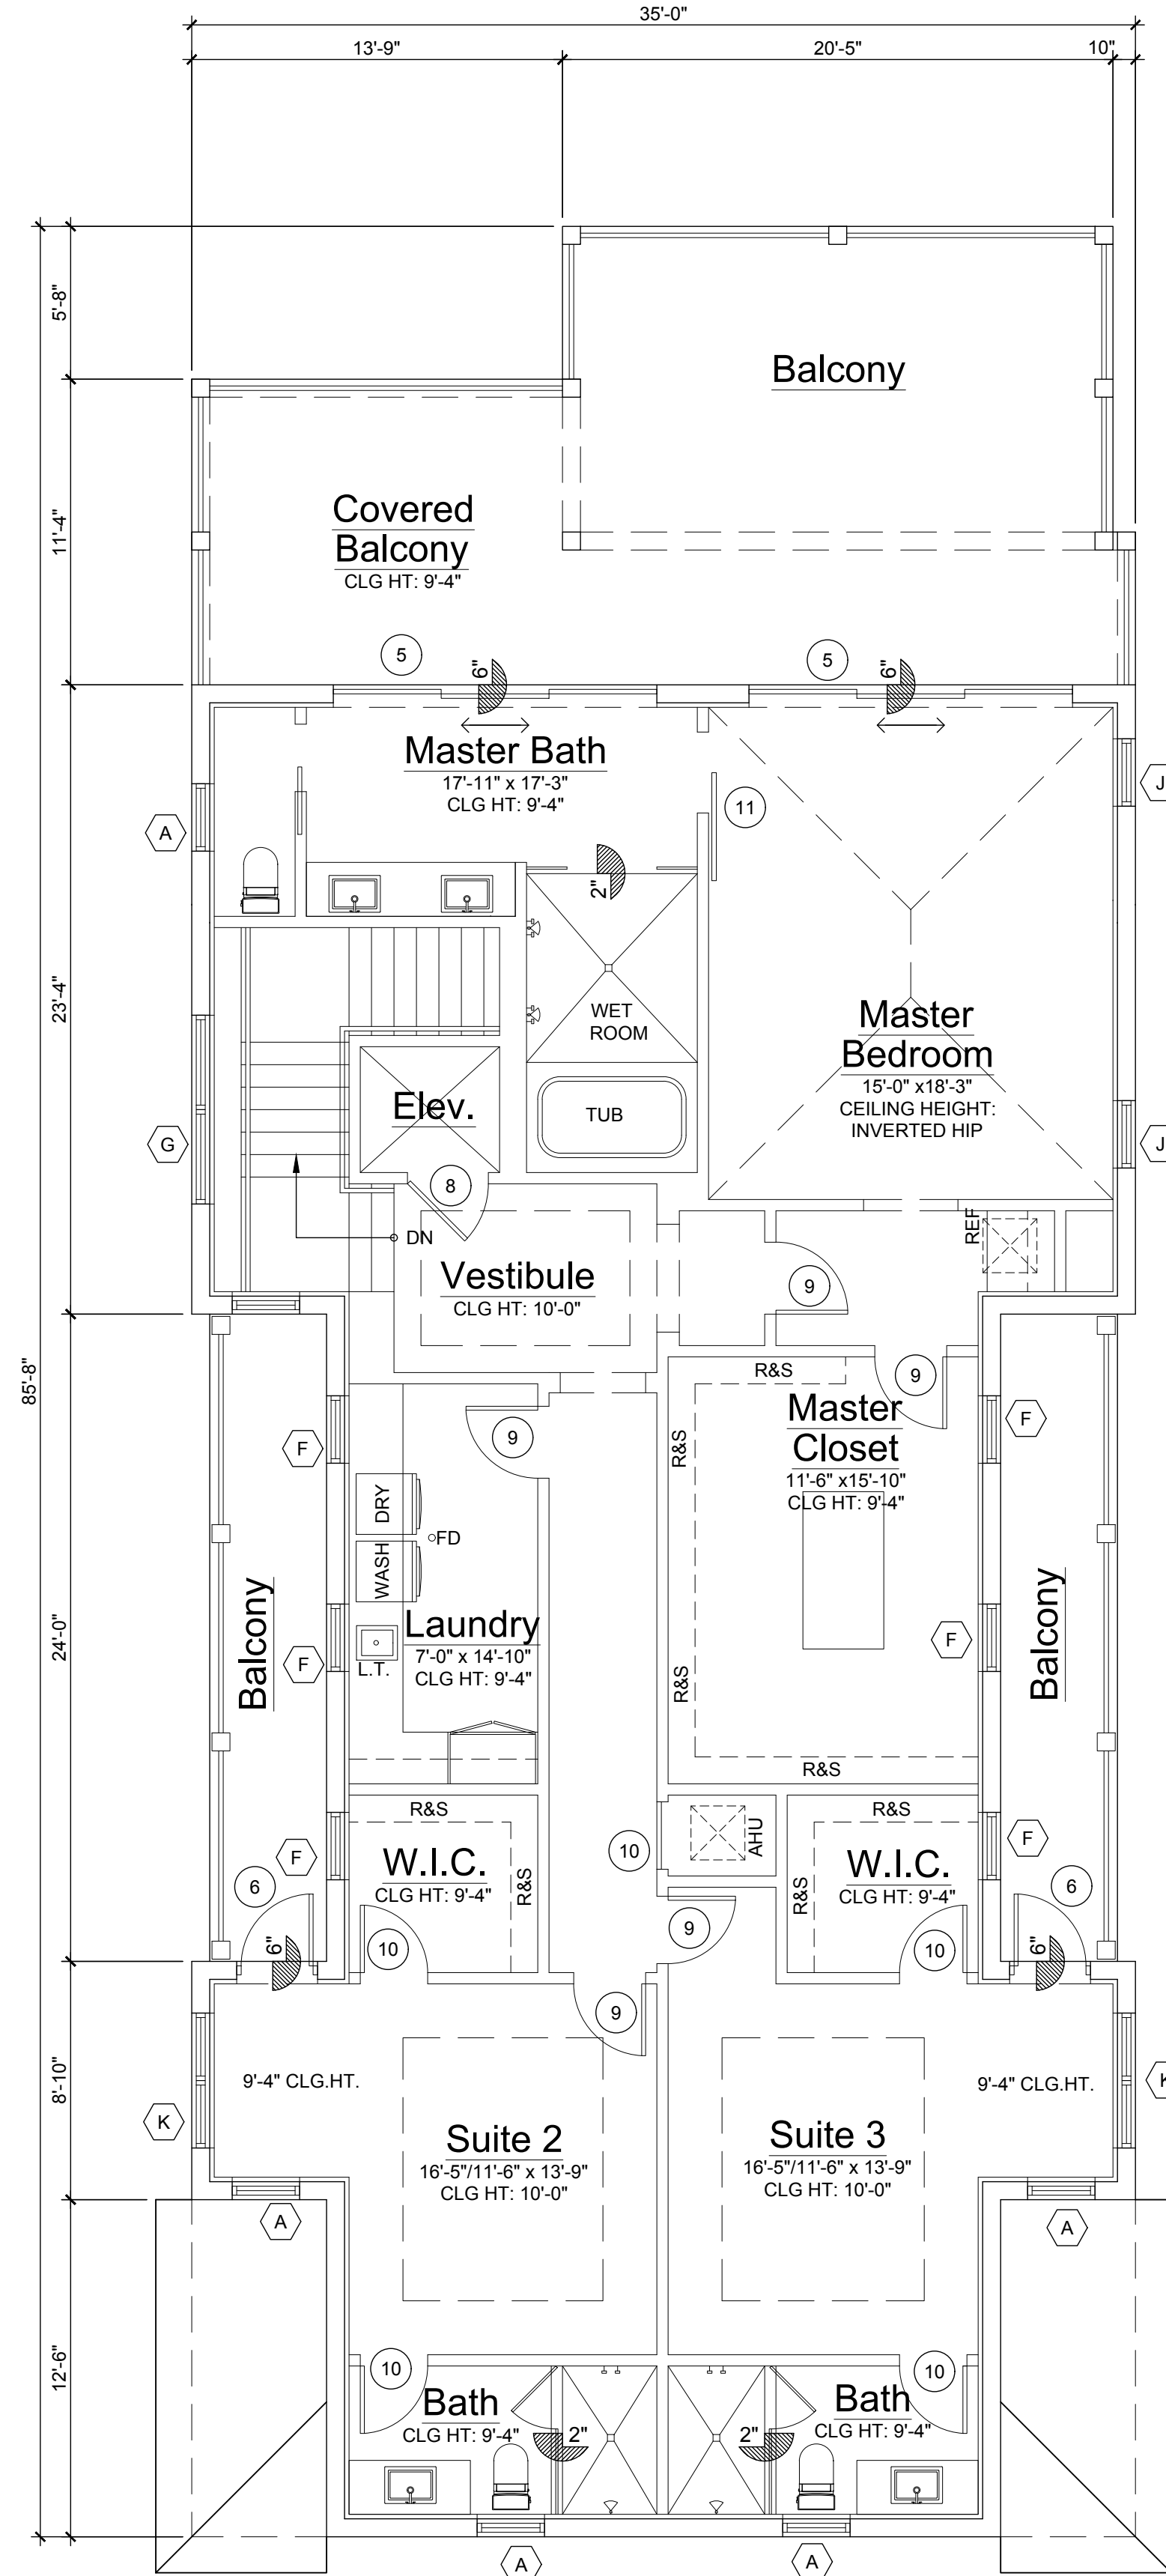 35'-0"
13'-9"
20'-5"
10"
5'-8"
Balcony
11'-4"
Covered
Balcony
CLG HT: 9'-4"
5
6"
5
6"
Master Bath
17'-11" x 17'-3"
CLG HT: 9'-4"
J
11
A
2"
23'-4"
WET
ROOM
Master
Bedroom
15'-0" x18'-3"
CEILING HEIGHT:
INVERTED HIP
Elev.
TUB
G
J
8
DN
REF
Vestibule
CLG HT: 10'-0"
9
85'-8"
R&S
9
Master
Closet
11'-6" x15'-10"
CLG HT: 9'-4"
F
9
R&S
F
DRY
FD
WASH
Balcony
Laundry
7'-0" x 14'-10"
CLG HT: 9'-4"
L.T.
24'-0"
F
F
R&S
Balcony
R&S
R&S
R&S
AHU
10
F
F
W.I.C.
CLG HT: 9'-4"
R&S
W.I.C.
CLG HT: 9'-4"
R&S
6
6
9
10
10
6"
6"
9
8'-10"
9'-4" CLG.HT.
9'-4" CLG.HT.
K
K
Suite 2
16'-5"/11'-6" x 13'-9"
CLG HT: 10'-0"
Suite 3
16'-5"/11'-6" x 13'-9"
CLG HT: 10'-0"
A
A
12'-6"
10
10
Bath
CLG HT: 9'-4"
Bath
CLG HT: 9'-4"
2"
2"
A
A